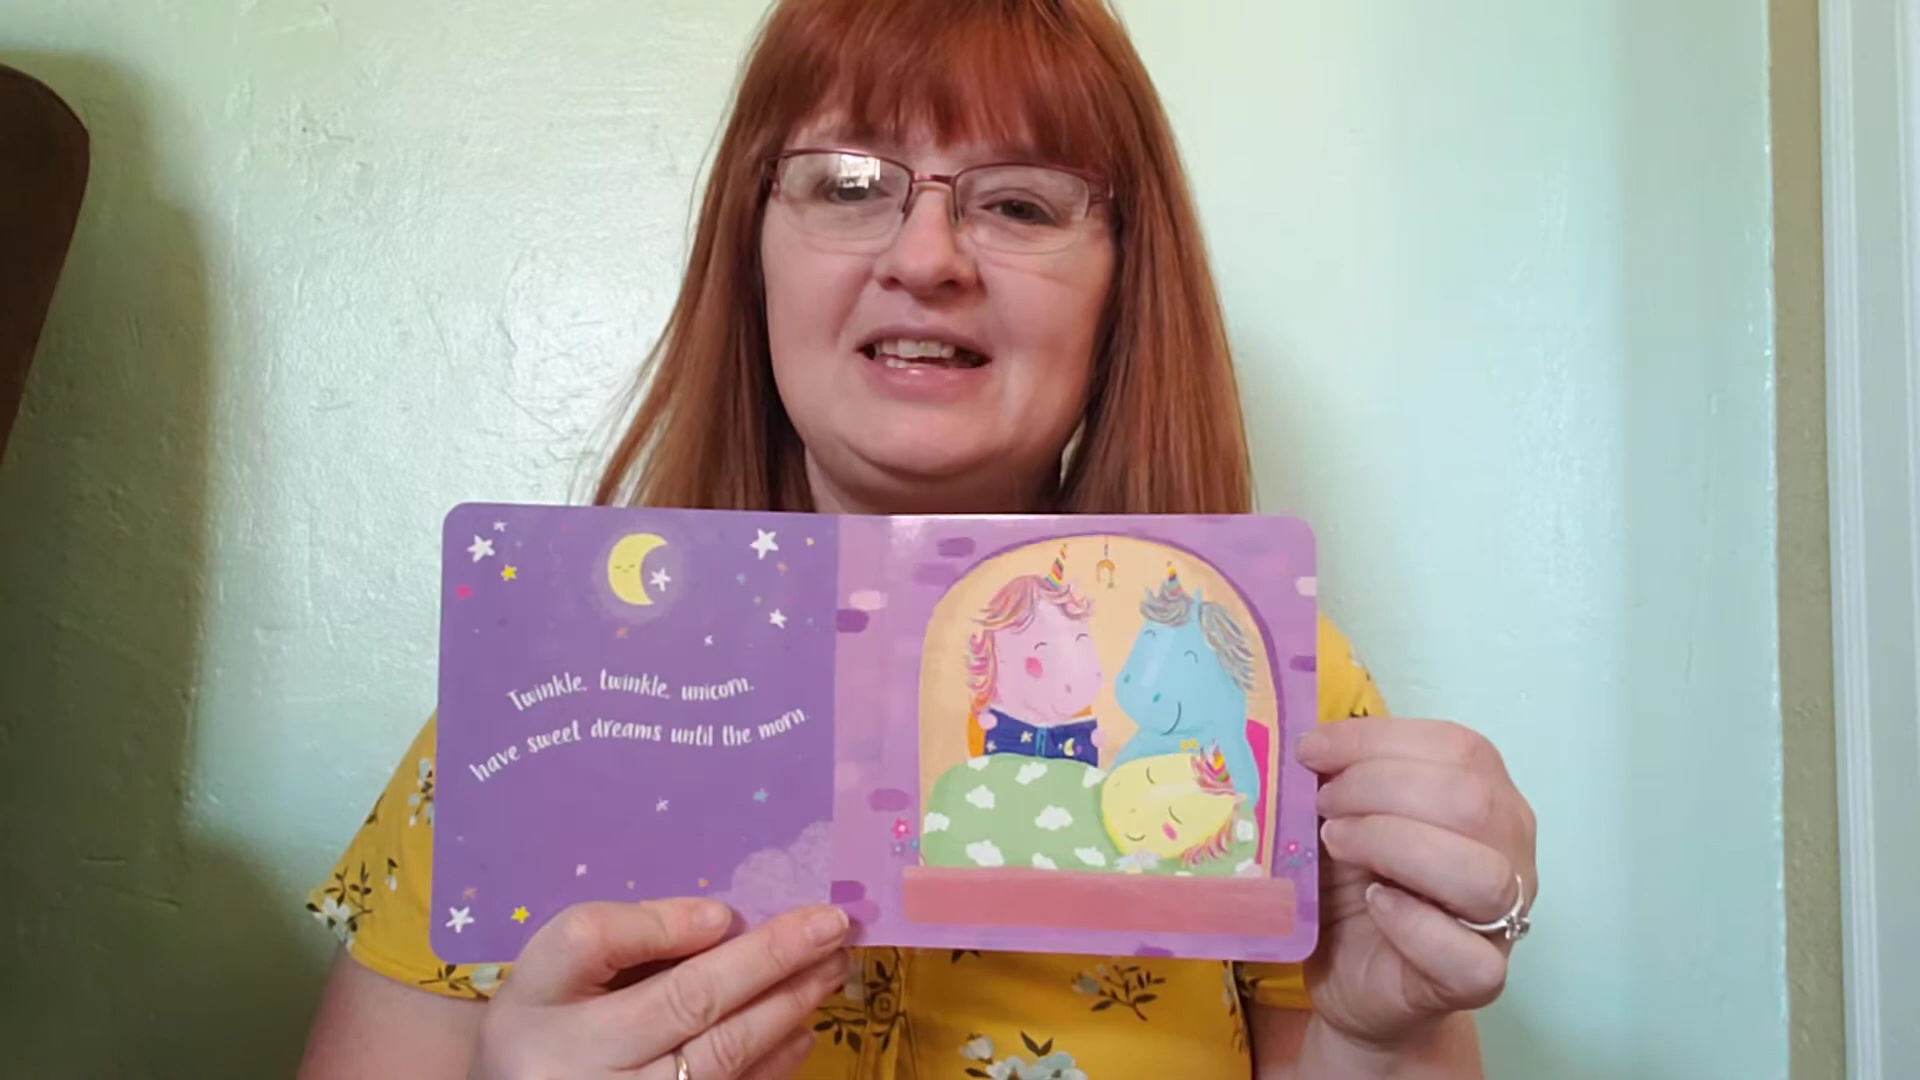 Twinkle, twinkle, unicorn,
have sweet dreams until the morn.